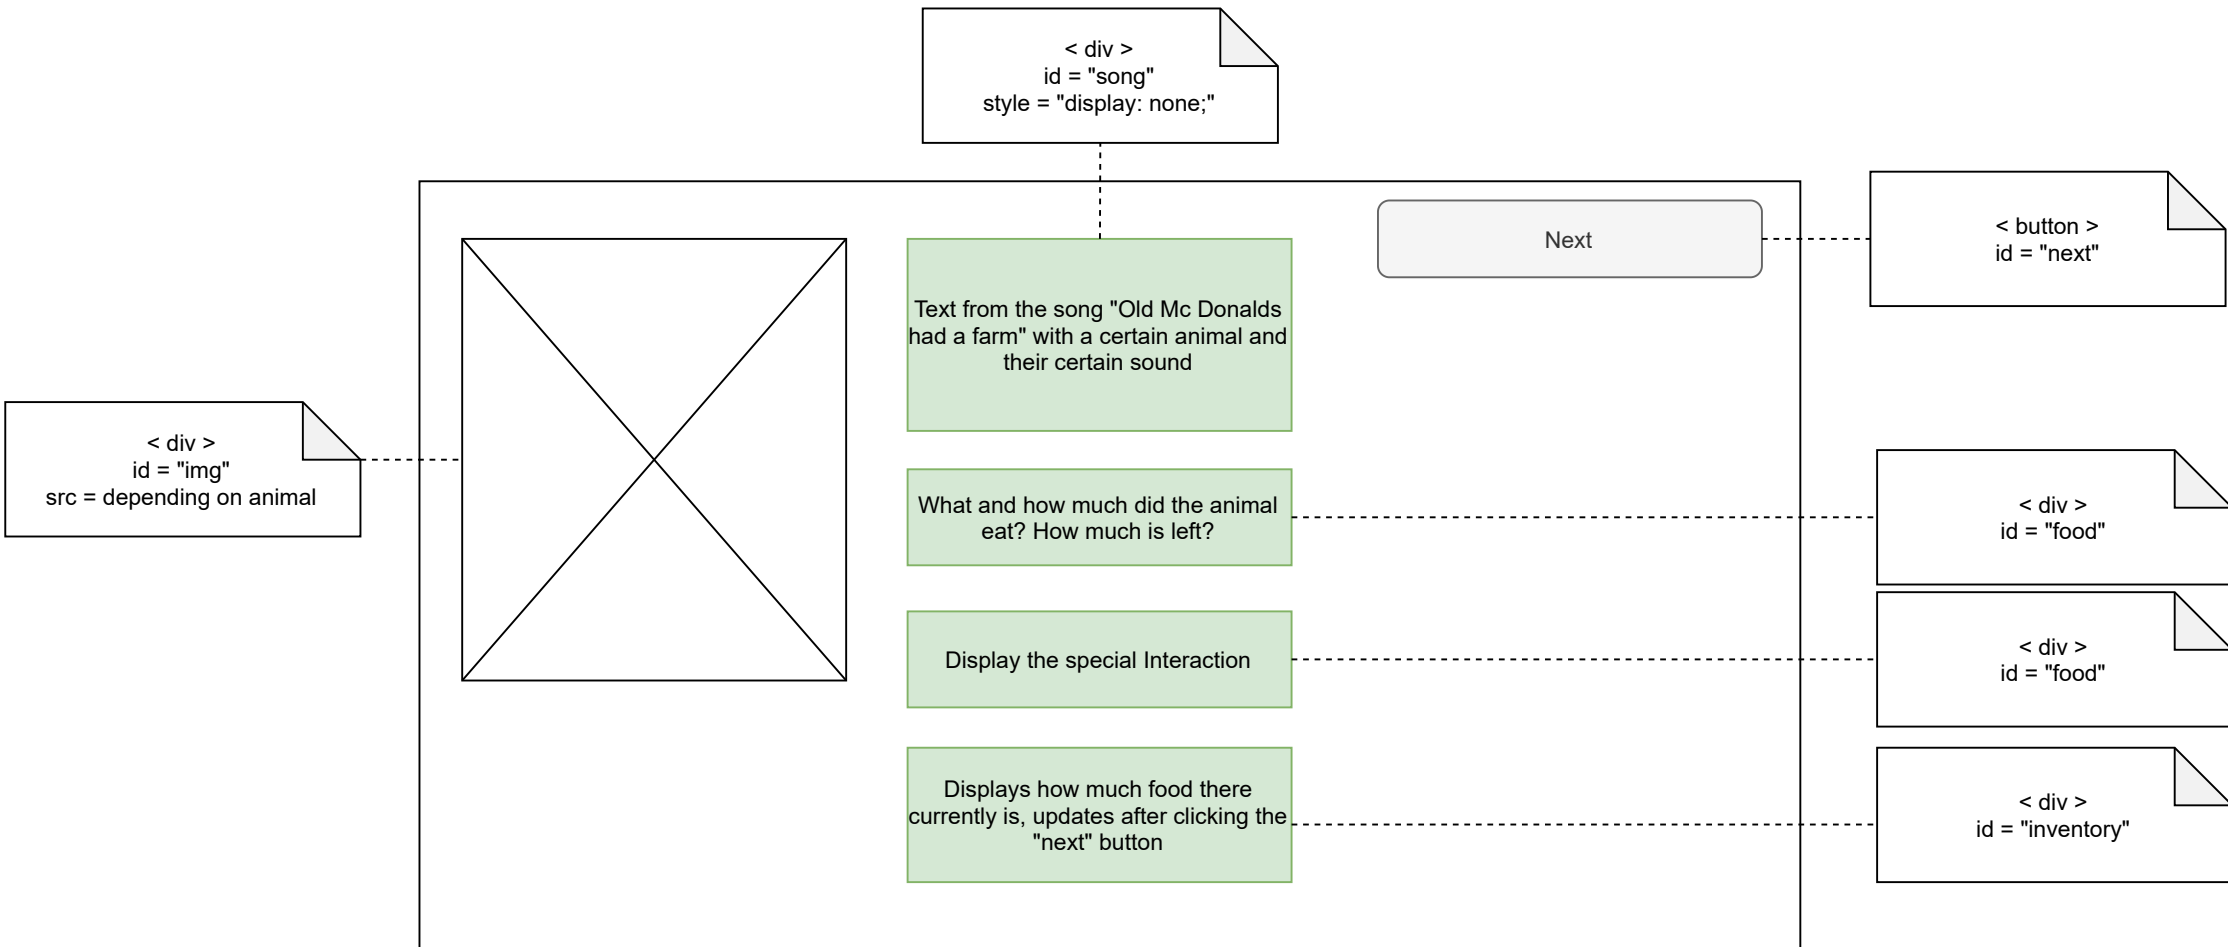 < div >
id = "song"
style = "display: none;"
Next
< button >
id = "next"
Text from the song "Old Mc Donalds
had a farm" with a certain animal and
their certain sound
< div >
id = "img"
src = depending on animal
What and how much did the animal
eat? How much is left?
< div >
id = "food"
Display the special Interaction
< div >
id = "food"
Displays how much food there
currently is, updates after clicking the
"next" button
< div >
id = "inventory"